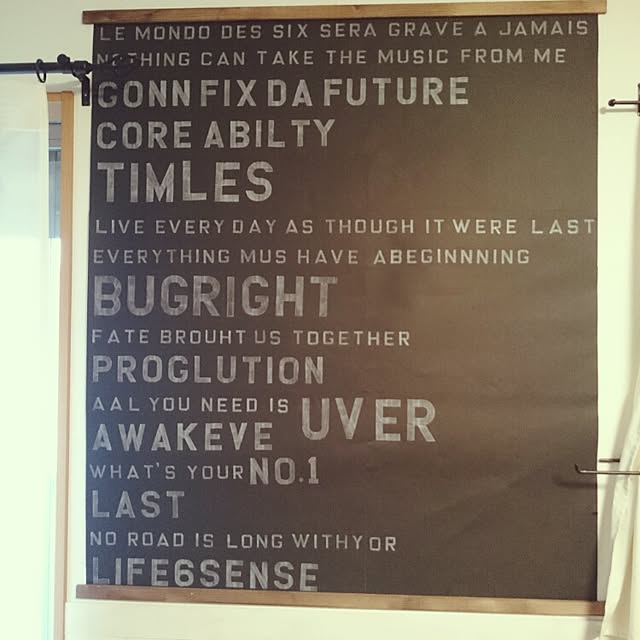 LE MONDO DES SIX SERA GRAVE A JAMAIS
NOTHING CAN TAKE THE MUSIC FROM ME
GONN FIX DA FUTURE
CORE ABILTY
TIMLES
LIVE EVERY DAY AS THOUGH IT WERE LAST
EVERYTHING MUS HAVE ABEGINNNING
BUGRIGHT
FATE BROUHT US TOGETHER
PROGLUTION
AAL YOU NEED IS UVER
AWAKEVE
WHAT'S YOUR NO.1
LAST
NO ROAD IS LONG WITHYOR
LIFE6SENSE